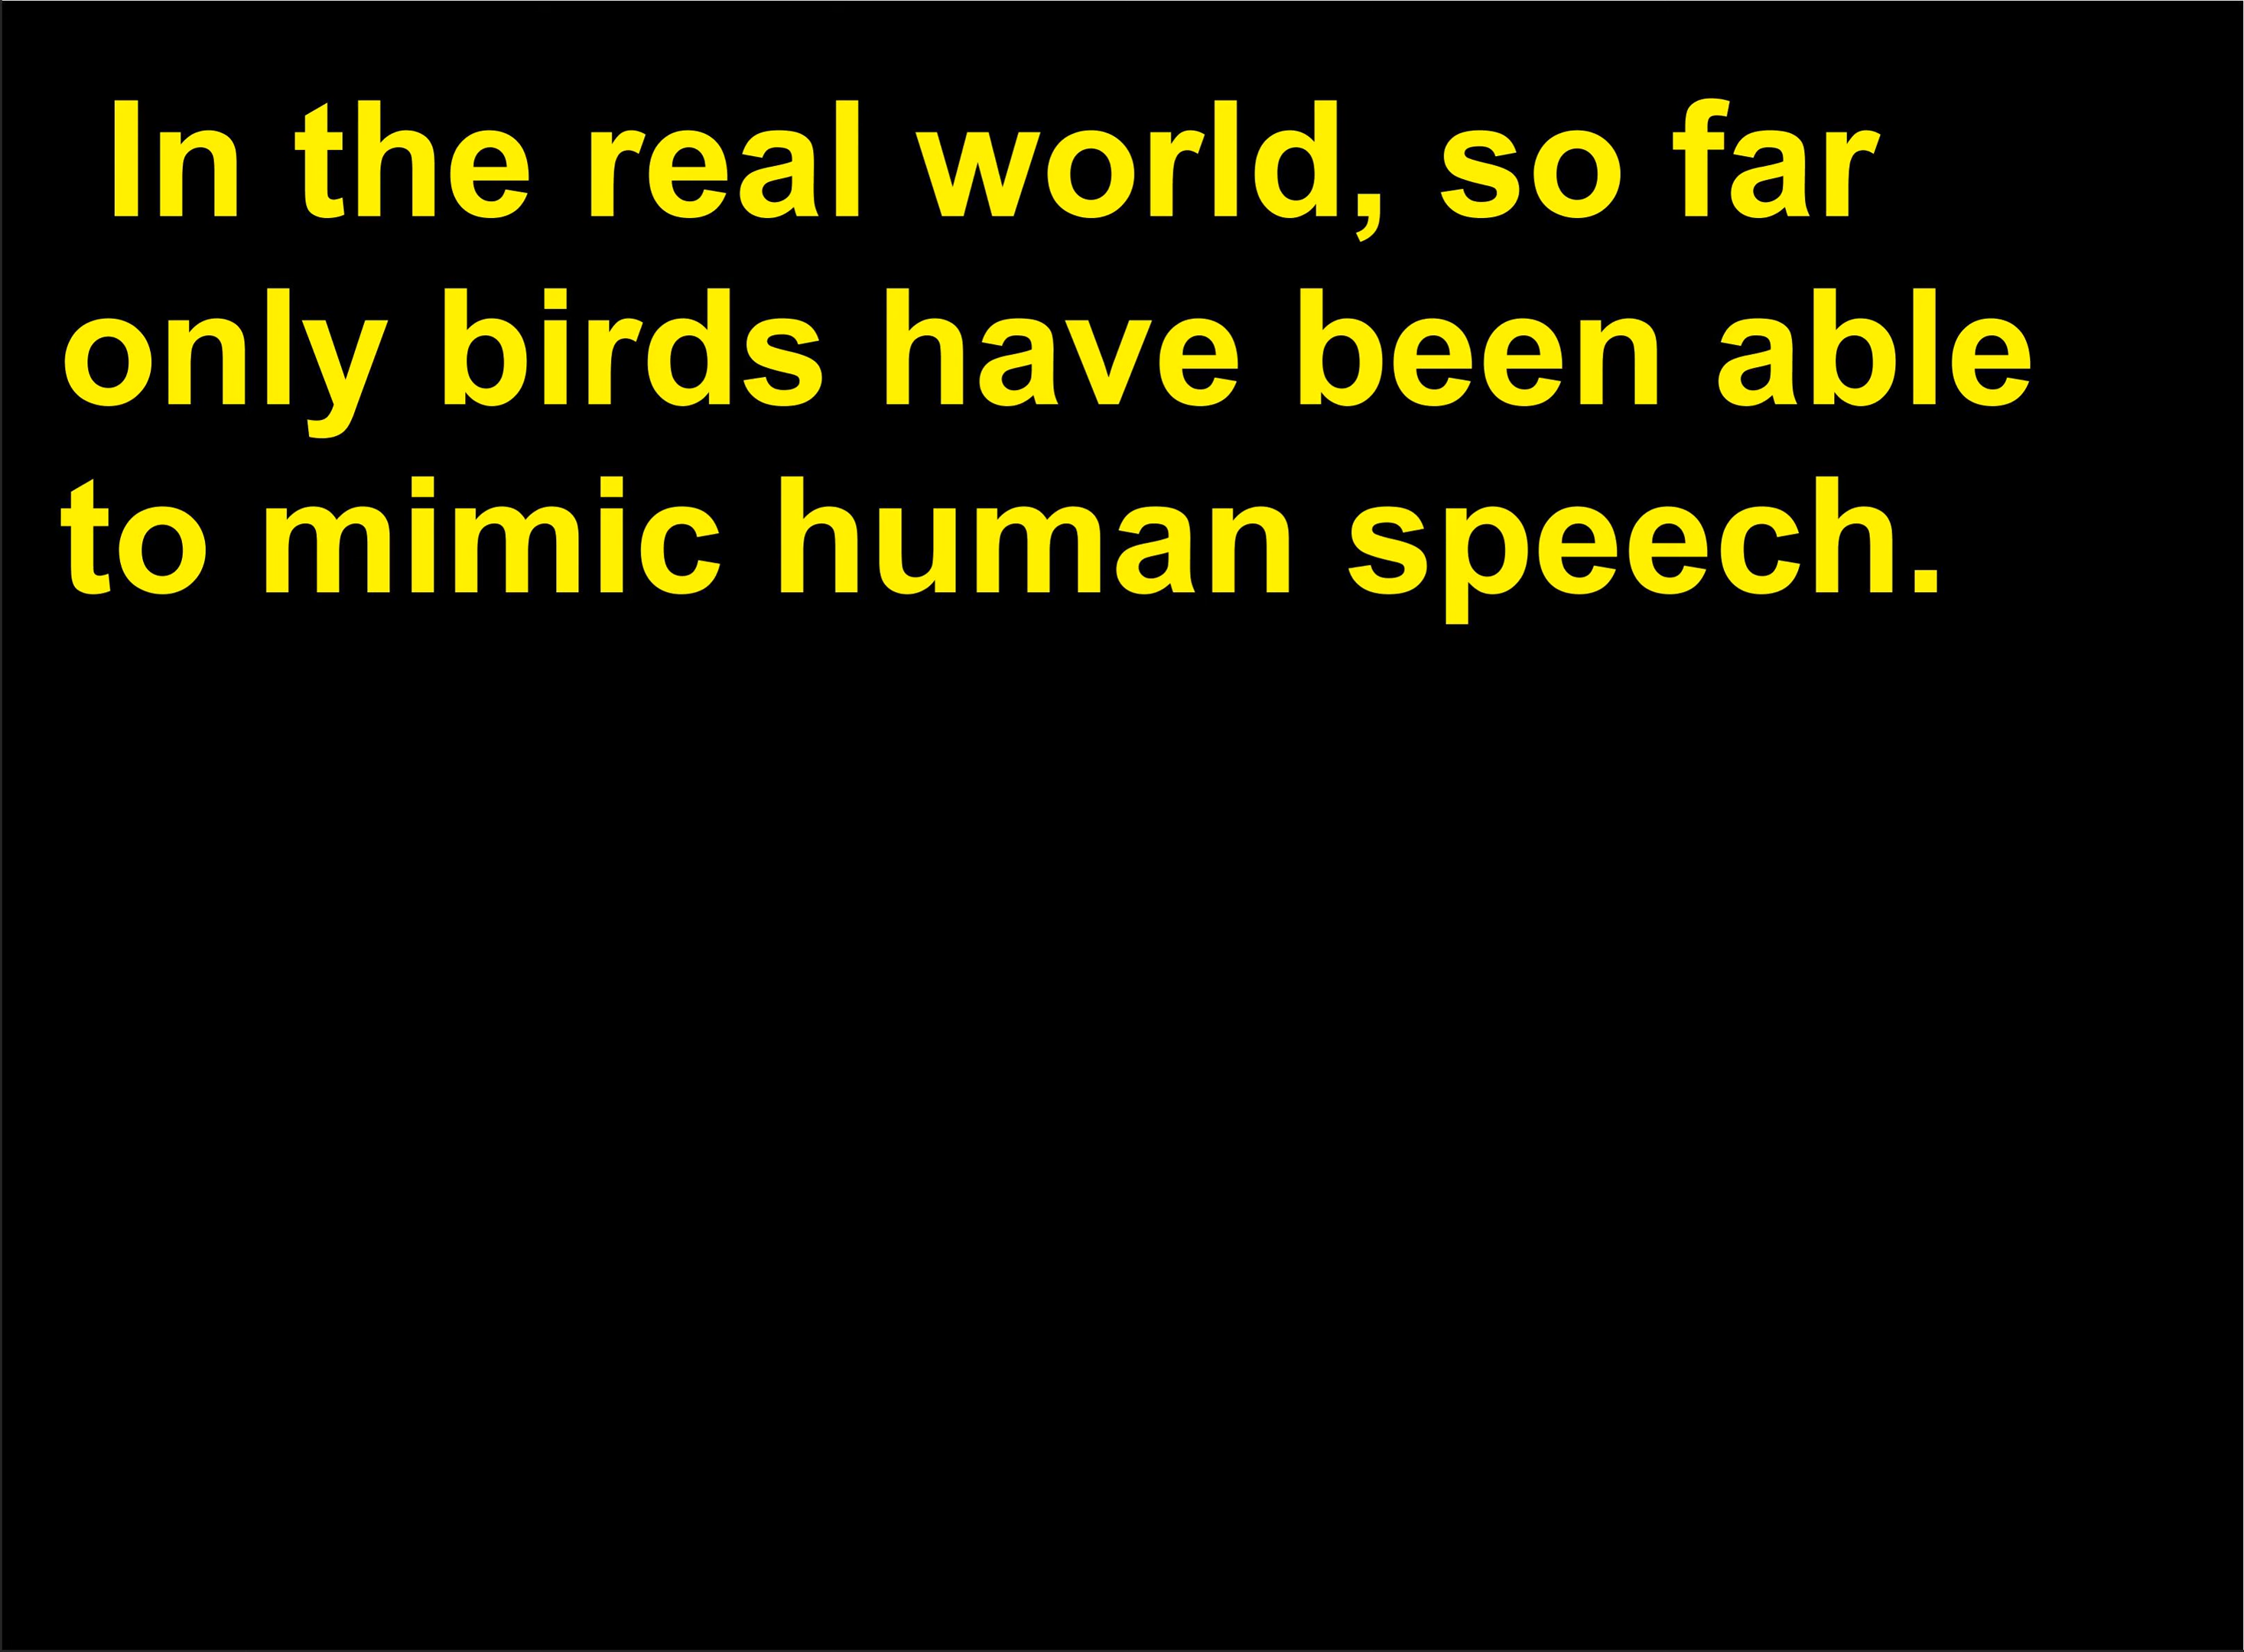 In the real world, so far
only birds have been able
to mimic human speech.